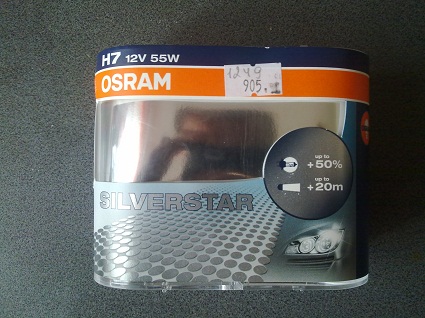 H7 12V 55W
OSRAM
1249
905.
up to
+50%
up to
+20m
SILVERSTAR